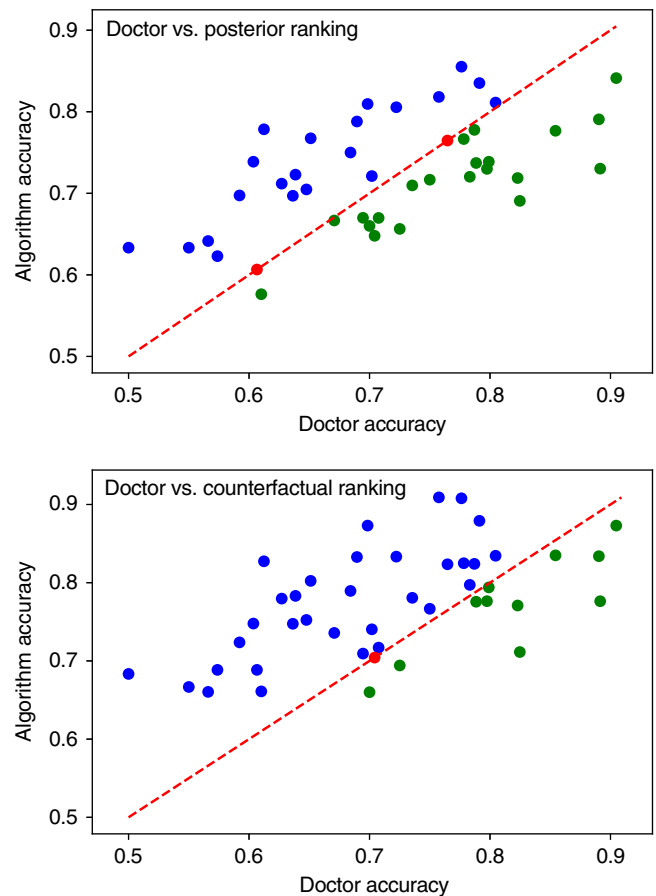 Doctor vs. posterior ranking
0.9
0.8
0.7
0.6
0.5
Algorithm accuracy
0.5 0.6 0.7 0.8 0.9
Doctor accuracy
Doctor vs. counterfactual ranking
0.9
0.8
0.7
0.6
0.5
Algorithm accuracy
0.5 0.6 0.7 0.8 0.9
Doctor accuracy